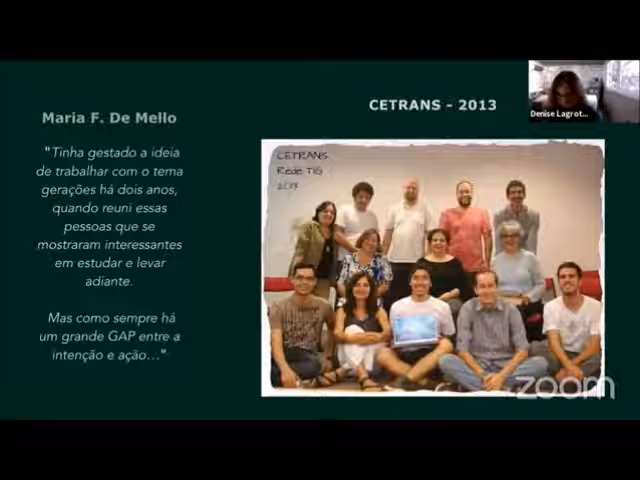 CETRANS - 2013
Denise Lagrot...
Maria F. De Mello
"Tinha gestado a ideia
de trabalhar com o tema
gerações há dois anos,
quando reuni essas
pessoas que se
mostraram interessantes
em estudar e levar
adiante.
Mas como sempre há
um grande GAP entre a
intenção e ação..."
CETRANS
Rede TIG
2013
zoom